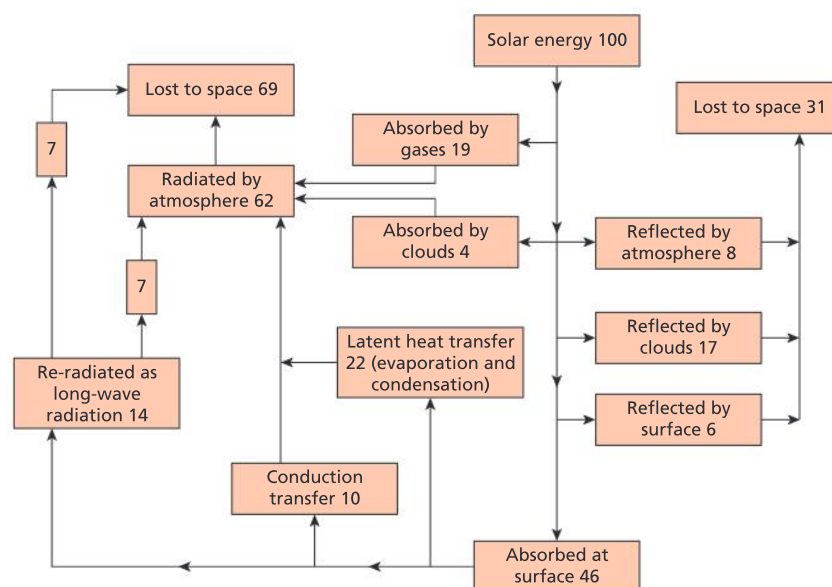 Solar energy 100
Lost to space 69
Lost to space 31
Absorbed by
gases 19
7
Radiated by
atmosphere 62
Absorbed by
clouds 4
Reflected by
atmosphere 8
7
Latent heat transfer
22 (evaporation and
condensation)
Reflected by
clouds 17
Re-radiated as
long-wave
radiation 14
Reflected by
surface 6
Conduction
transfer 10
Absorbed at
surface 46